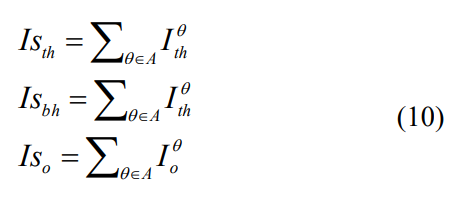 Is_{th} = \sum_{\theta \in A} I_{th}^{\theta}
Is_{bh} = \sum_{\theta \in A} I_{th}^{\theta}
Is_{o} = \sum_{\theta \in A} I_{o}^{\theta}
(10)